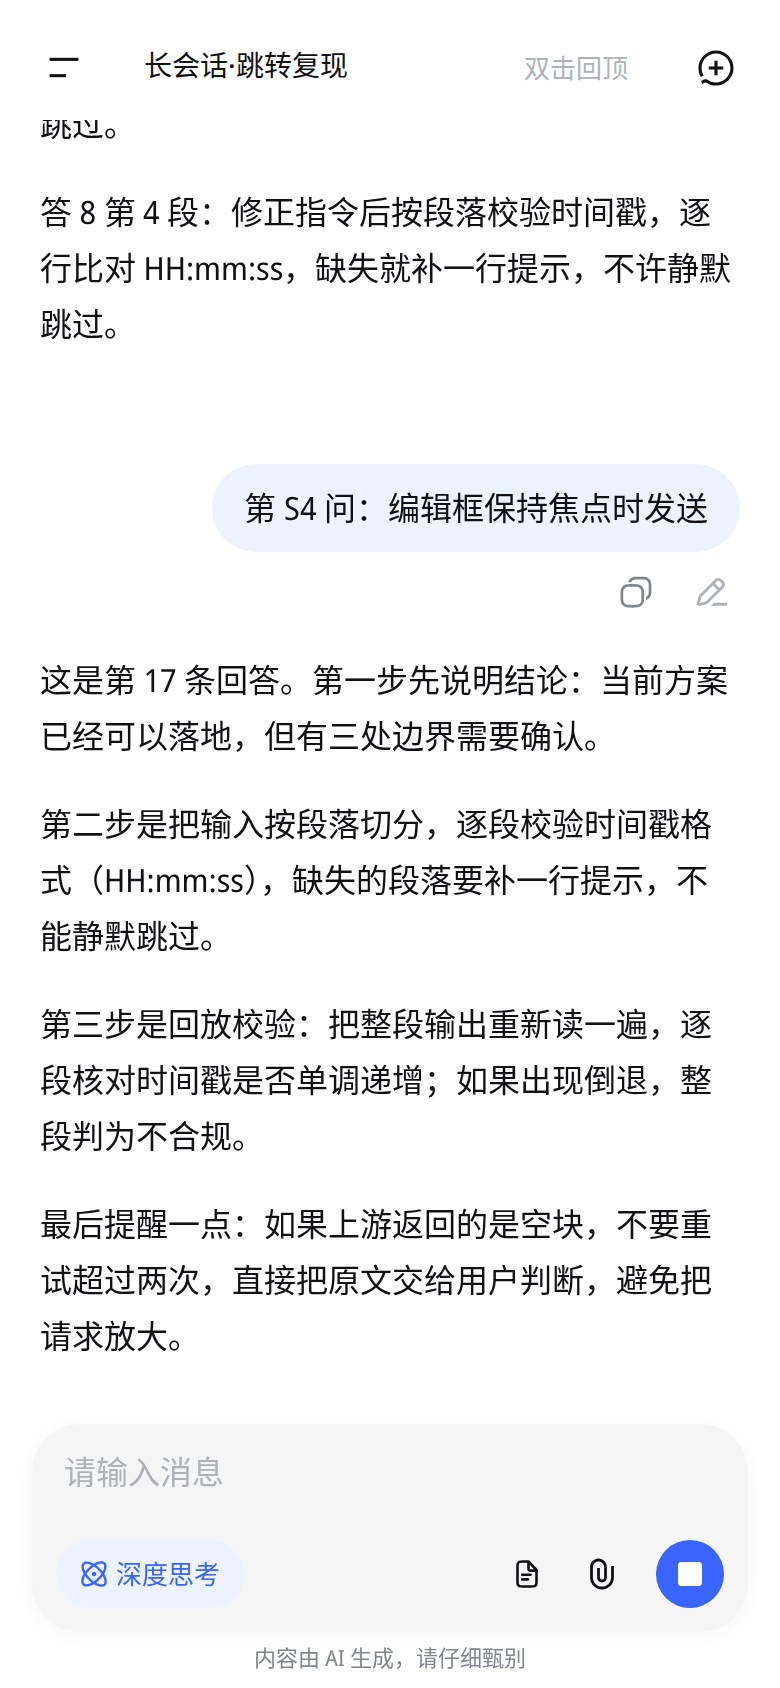 长会话·跳转复现
双击回顶
跳过。
答 8 第 4 段：修正指令后按段落校验时间戳，逐
行比对 HH:mm:ss，缺失就补一行提示，不许静默
跳过。
第 S4 问：编辑框保持焦点时发送
这是第 17 条回答。第一步先说明结论：当前方案
已经可以落地，但有三处边界需要确认。
第二步是把输入按段落切分，逐段校验时间戳格
式（HH:mm:ss），缺失的段落要补一行提示，不
能静默跳过。
第三步是回放校验：把整段输出重新读一遍，逐
段核对时间戳是否单调递增；如果出现倒退，整
段判为不合规。
最后提醒一点：如果上游返回的是空块，不要重
试超过两次，直接把原文交给用户判断，避免把
请求放大。
请输入消息
深度思考
内容由 AI 生成，请仔细甄别